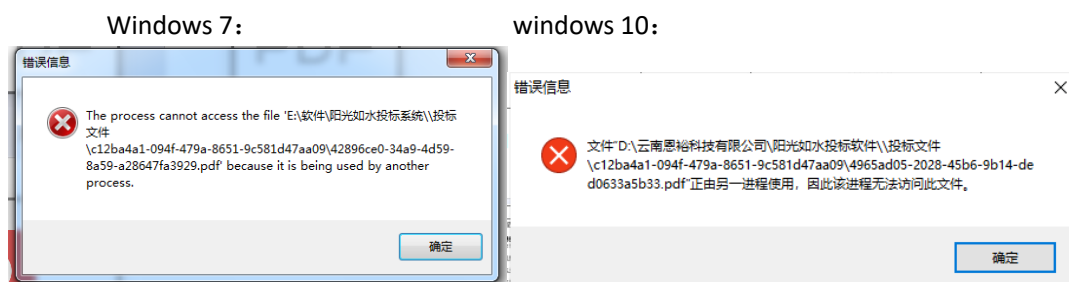 Windows 7：
windows 10：
错误信息
The process cannot access the file 'E:\软件\阳光如水投标系统\\投标
文件
\c12ba4a1-094f-479a-8651-9c581d47aa09\42896ce0-34a9-4d59-
8a59-a28647fa3929.pdf' because it is being used by another
process.
确定
错误信息
文件“D:\云南恩裕科技有限公司\阳光如水投标软件\\投标文件
\c12ba4a1-094f-479a-8651-9c581d47aa09\4965ad05-2028-45b6-9b14-de
d0633a5b33.pdf”正由另一进程使用，因此该进程无法访问此文件。
确定